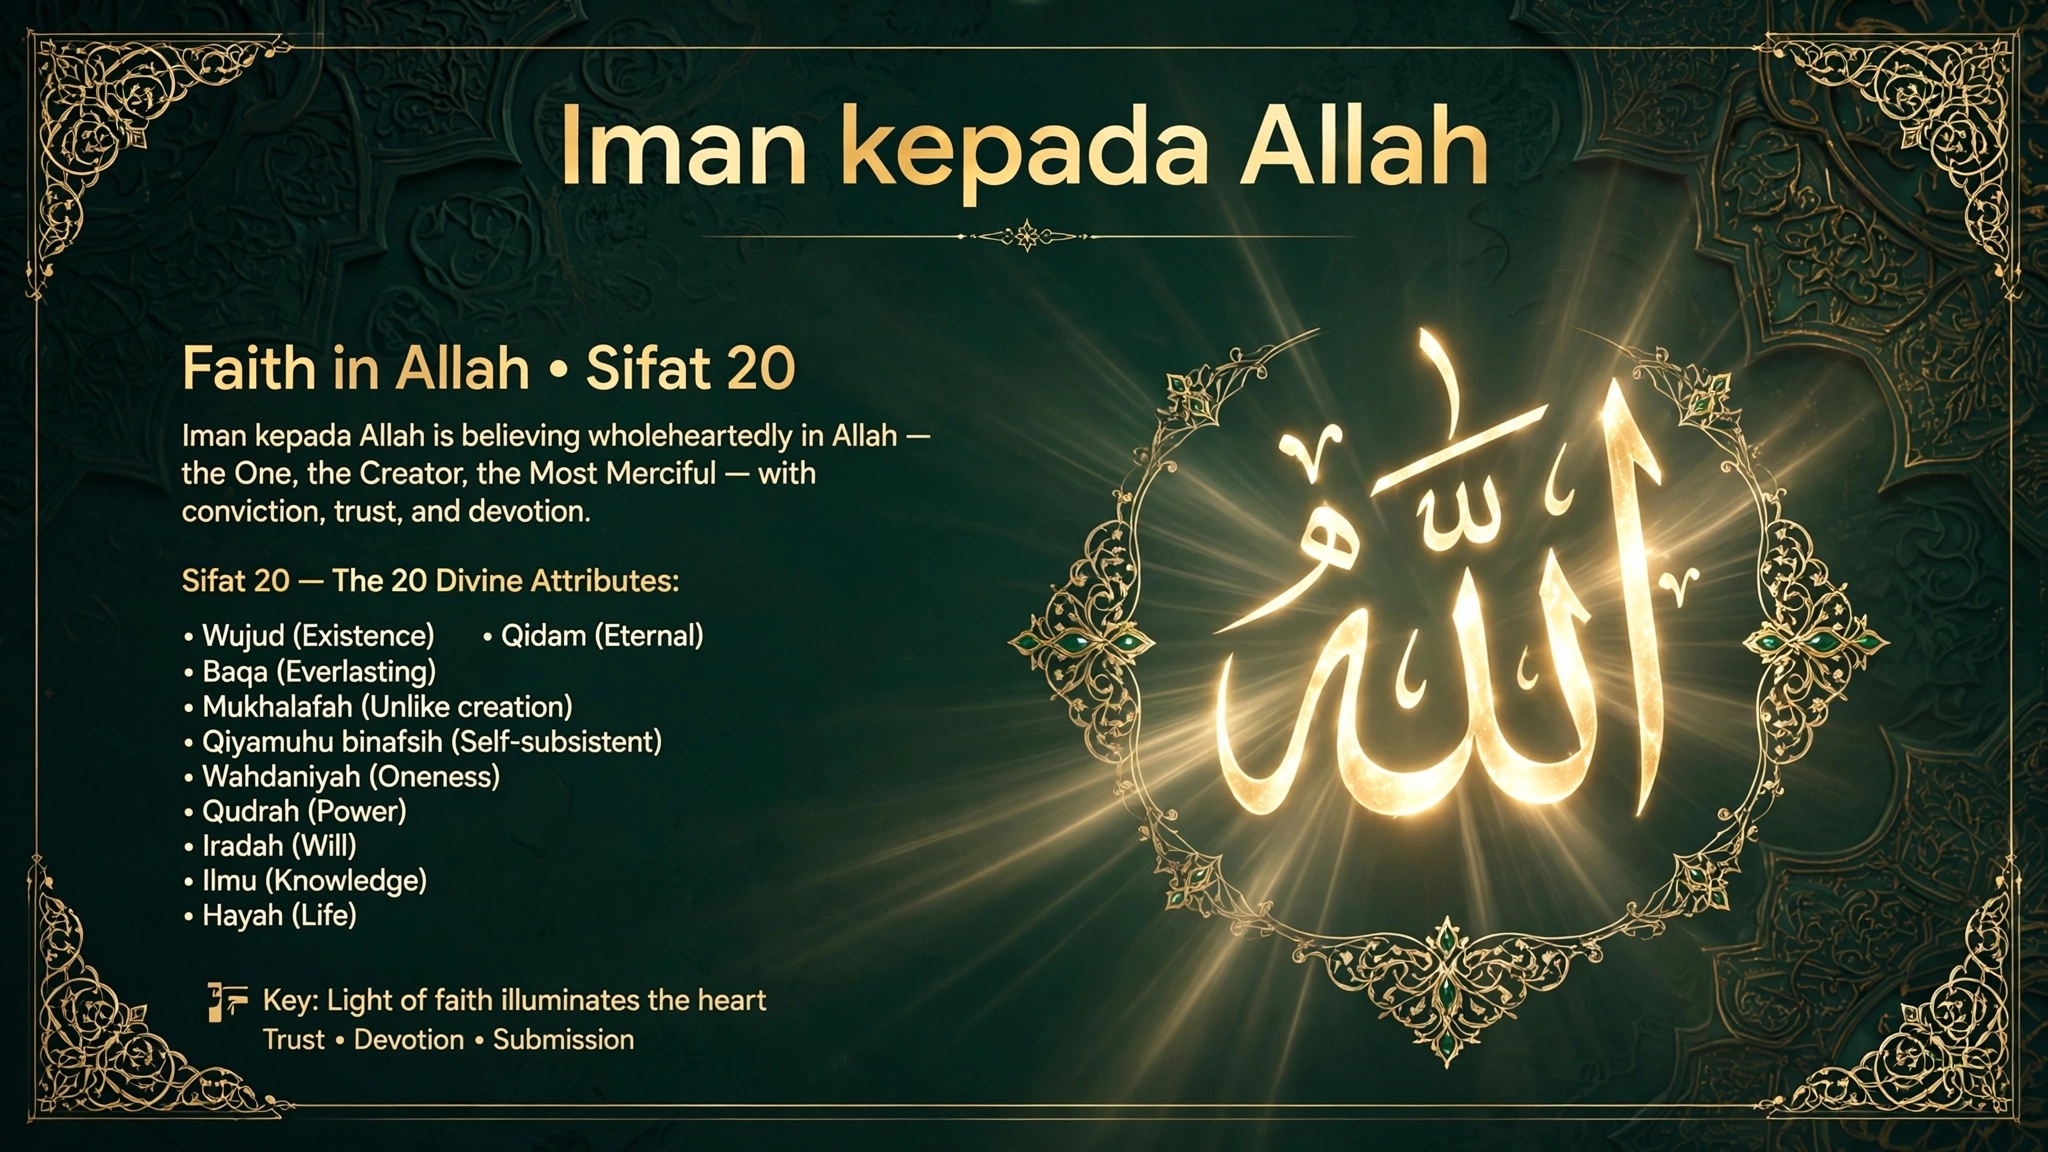 Iman kepada Allah
Faith in Allah • Sifat 20
Iman kepada Allah is believing wholeheartedly in Allah —
the One, the Creator, the Most Merciful — with
conviction, trust, and devotion.
Sifat 20 — The 20 Divine Attributes:
• Wujud (Existence) • Qidam (Eternal)
• Baqa (Everlasting)
• Mukhalafah (Unlike creation)
• Qiyamuhu binafsih (Self-subsistent)
• Wahdaniyah (Oneness)
• Qudrah (Power)
• Iradah (Will)
• Ilmu (Knowledge)
• Hayah (Life)
Key: Light of faith illuminates the heart
Trust • Devotion • Submission
الله